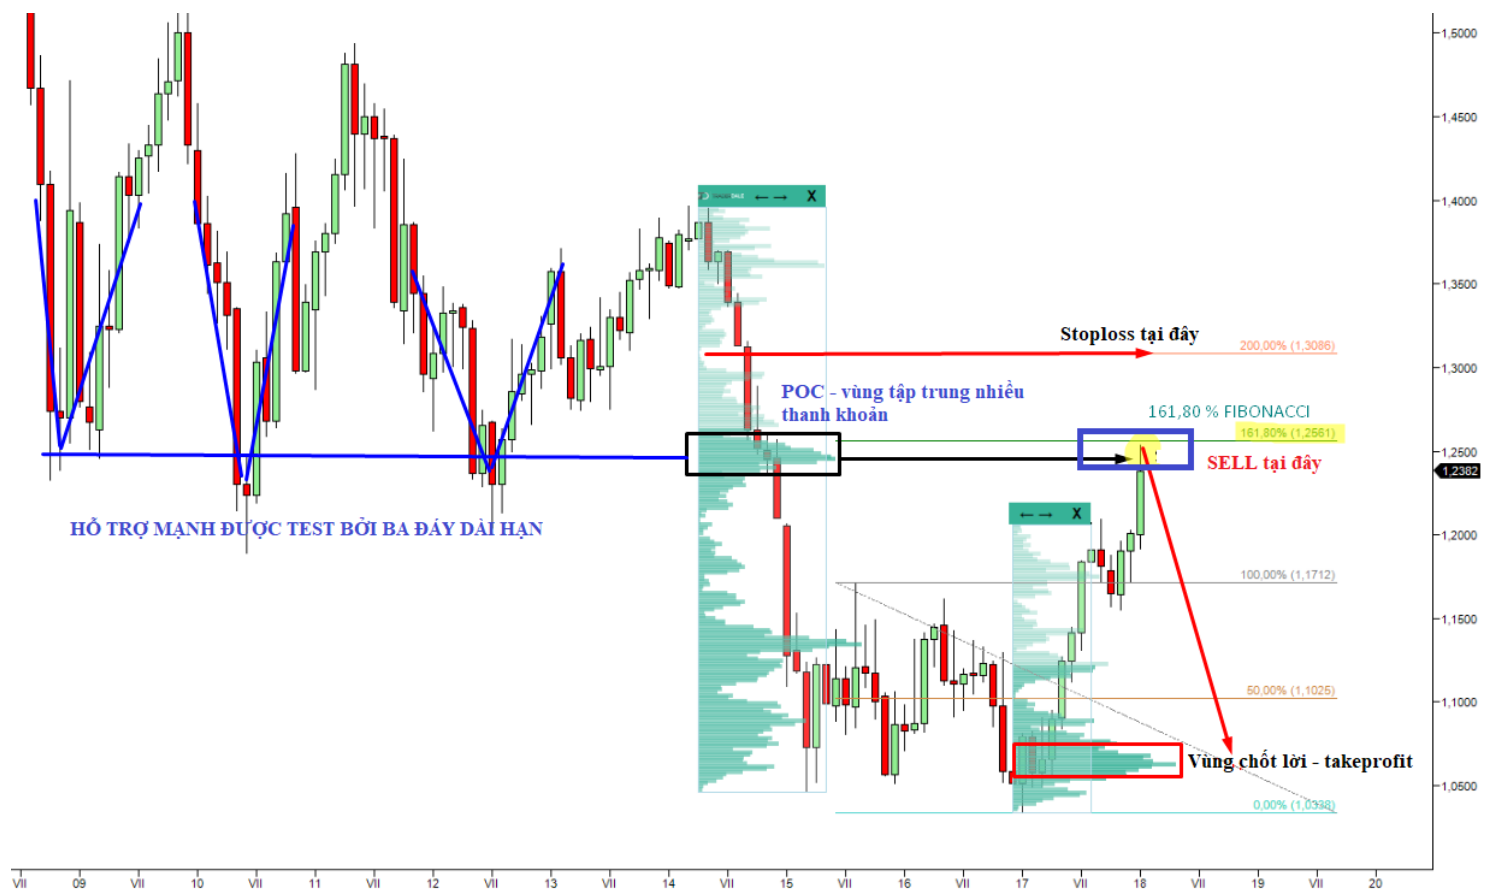 1,5000
1,4500
X
1,4000
1,3500
Stoploss tại đây
200,00% (1,3086)
1,3000
POC - vùng tập trung nhiều
thanh khoản
161,80 % FIBONACCI
161,80% (1,2561)
1,2500
SELL tại đây
1,2382
HỖ TRỢ MẠNH ĐƯỢC TEST BỞI BA ĐÁY DÀI HẠN
X
1,2000
100,00% (1,1712)
1,1500
50,00% (1,1025)
1,1000
Vùng chốt lời - takeprofit
1,0500
0,00% (1,0338)
VII 09 VII 10 VII 11 VII 12 VII 13 VII 14 VII 15 VII 16 VII 17 VII 18 VII 19 VII 20